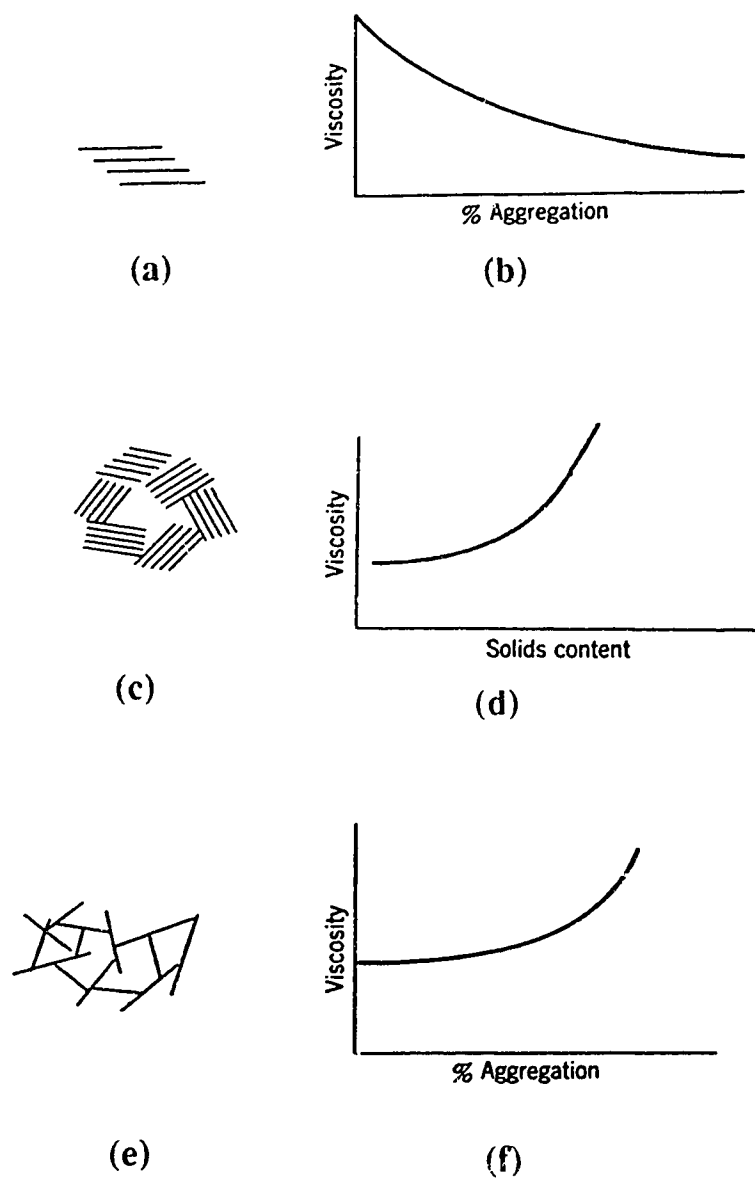 Viscosity
% Aggregation
(a)
(b)
Viscosity
Solids content
(c)
(d)
Viscosity
% Aggregation
(e)
(f)